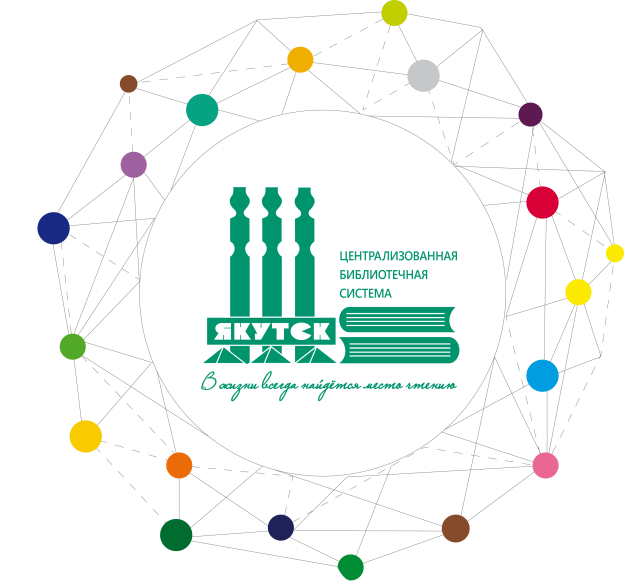 ЦЕНТРАЛИЗОВАННАЯ
БИБЛИОТЕЧНАЯ
СИСТЕМА
ЯКУТСК
В жизни всегда найдётся место чтению